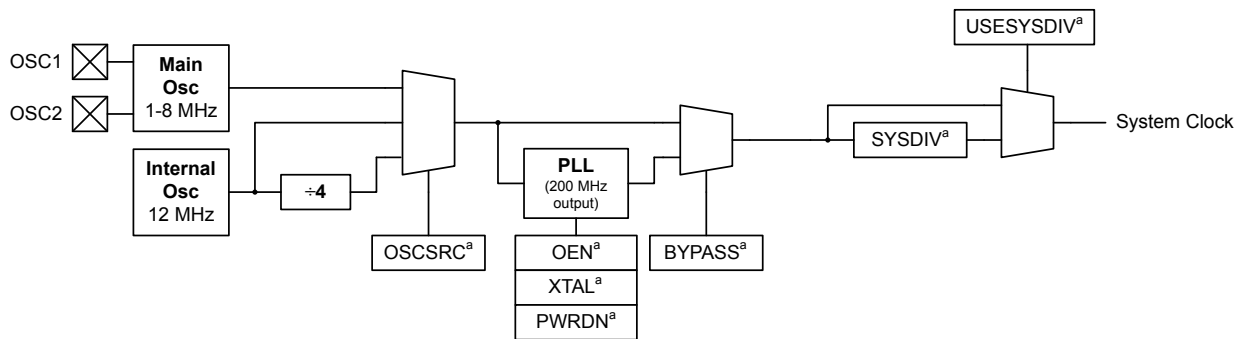 USESYSDIVᵃ
OSC1
Main
Osc
1-8 MHz
OSC2
System Clock
SYSDIVᵃ
Internal
Osc
12 MHz
÷4
PLL
(200 MHz
output)
OSCSRCᵃ
OENᵃ
XTALᵃ
PWRDNᵃ
BYPASSᵃ